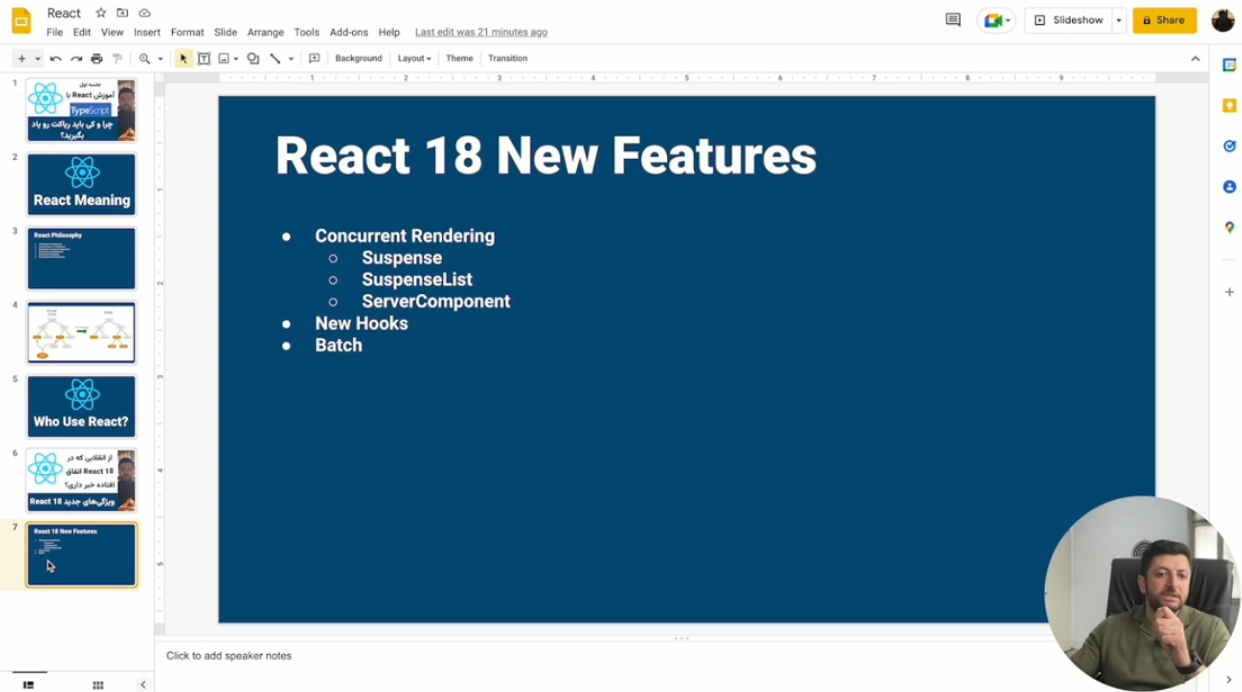 React
File Edit View Insert Format Slide Arrange Tools Add-ons Help Last edit was 21 minutes ago
Slideshow
Share
Background Layout Theme Transition
1 2 3 4 5 6 7 8 9
1
جلسه اول
آموزش React با
TypeScript
چرا و کی باید ریاکت رو یاد
بگیرید؟
2
React Meaning
3
React Philosophy
4
5
Who Use React?
6
از انقلابی که در
React 18 اتفاق
افتاده خبر داری؟
ویژگی‌های جدید React 18
7
React 18 New Features
React 18 New Features
● Concurrent Rendering
○ Suspense
○ SuspenseList
○ ServerComponent
● New Hooks
● Batch
Click to add speaker notes